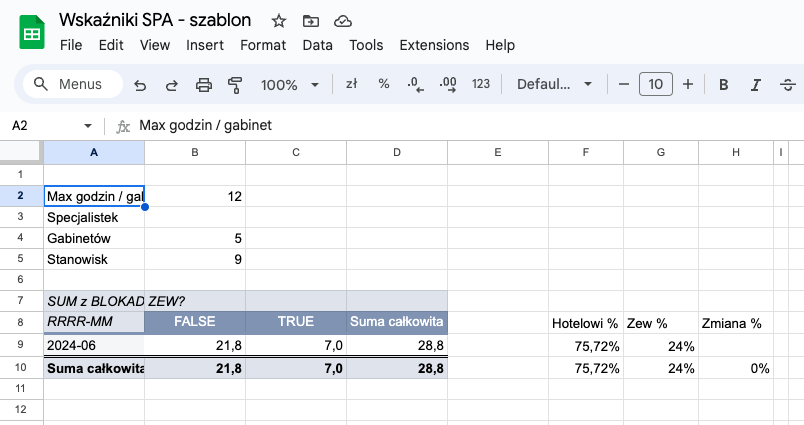 Wskaźniki SPA - szablon
File Edit View Insert Format Data Tools Extensions Help
Menus 100% zł % .0 .00 123 Defaul... − 10 + B I S
A2 fx Max godzin / gabinet
A B C D E F G H I
1
2 Max godzin / gal 12
3 Specjalistek
4 Gabinetów 5
5 Stanowisk 9
6
7 SUM z BLOKAD ZEW?
8 RRRR-MM FALSE TRUE Suma całkowita Hotelowi % Zew % Zmiana %
9 2024-06 21,8 7,0 28,8 75,72% 24%
10 Suma całkowita 21,8 7,0 28,8 75,72% 24% 0%
11
12